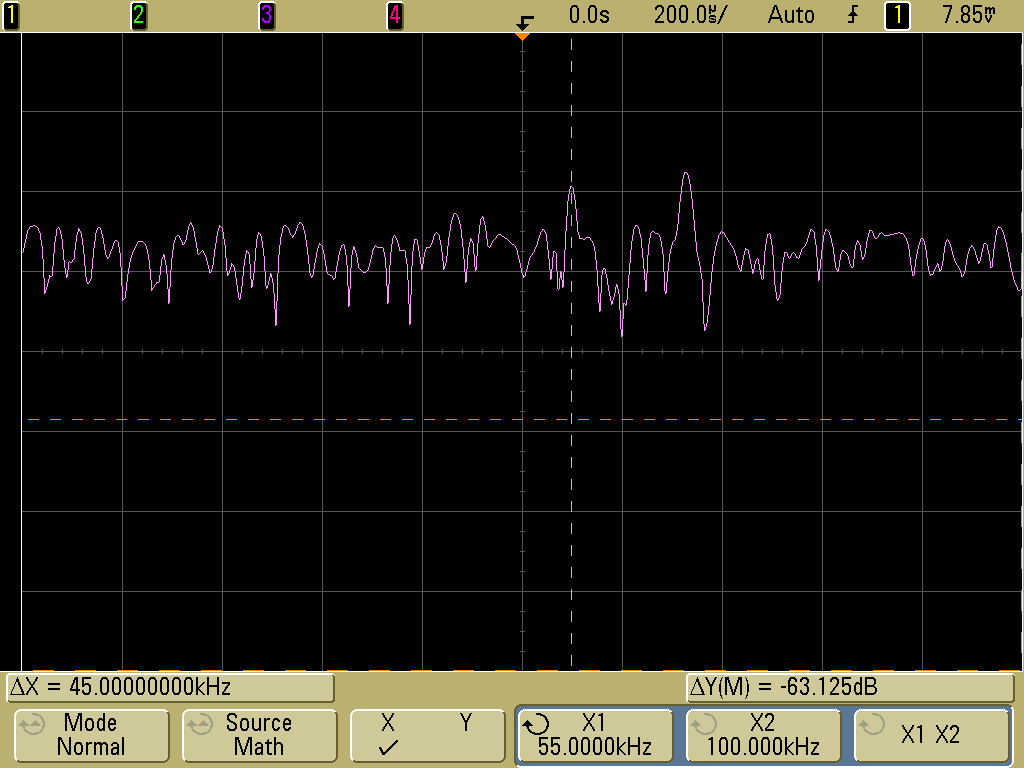 1 2 3 4 0.0s 200.0µs/ Auto 1 7.85mV
ΔX = 45.00000000kHz ΔY(M) = -63.125dB
Mode Source X Y X1 X2 X1 X2
Normal Math ✓ 55.0000kHz 100.000kHz